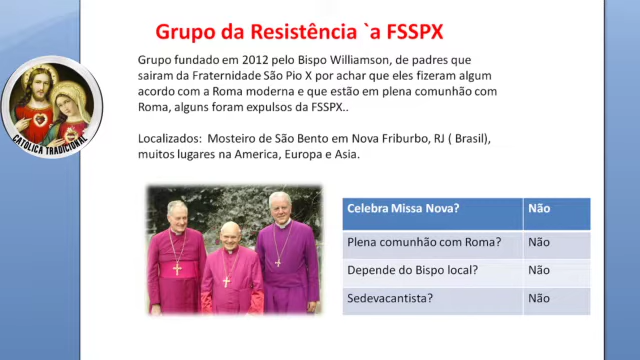 Grupo da Resistência `a FSSPX
Grupo fundado em 2012 pelo Bispo Williamson, de padres que
sairam da Fraternidade São Pio X por achar que eles fizeram algum
acordo com a Roma moderna e que estão em plena comunhão com
Roma, alguns foram expulsos da FSSPX..
Localizados: Mosteiro de São Bento em Nova Friburbo, RJ ( Brasil),
muitos lugares na America, Europa e Asia.
CATÓLICA TRADICIONAL
Celebra Missa Nova? Não
Plena comunhão com Roma? Não
Depende do Bispo local? Não
Sedevacantista? Não